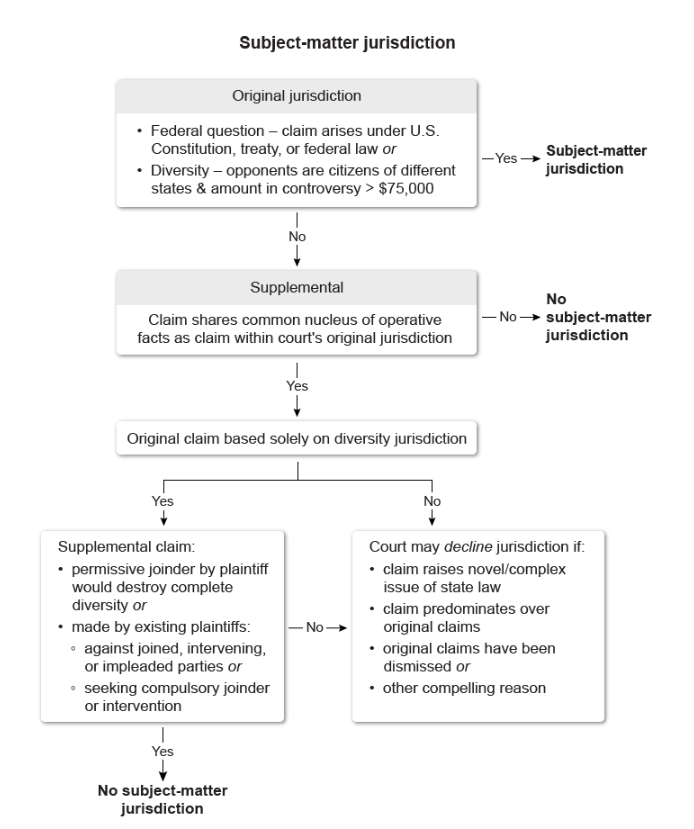 Subject-matter jurisdiction
Original jurisdiction
• Federal question – claim arises under U.S.
Constitution, treaty, or federal law or
• Diversity – opponents are citizens of different
states & amount in controversy > $75,000
Yes
Subject-matter
jurisdiction
No
Supplemental
Claim shares common nucleus of operative
facts as claim within court's original jurisdiction
No
No
subject-matter
jurisdiction
Yes
Original claim based solely on diversity jurisdiction
Yes
No
Supplemental claim:
• permissive joinder by plaintiff
would destroy complete
diversity or
• made by existing plaintiffs:
◦ against joined, intervening,
or impleaded parties or
◦ seeking compulsory joinder
or intervention
No
Court may decline jurisdiction if:
• claim raises novel/complex
issue of state law
• claim predominates over
original claims
• original claims have been
dismissed or
• other compelling reason
Yes
No subject-matter
jurisdiction